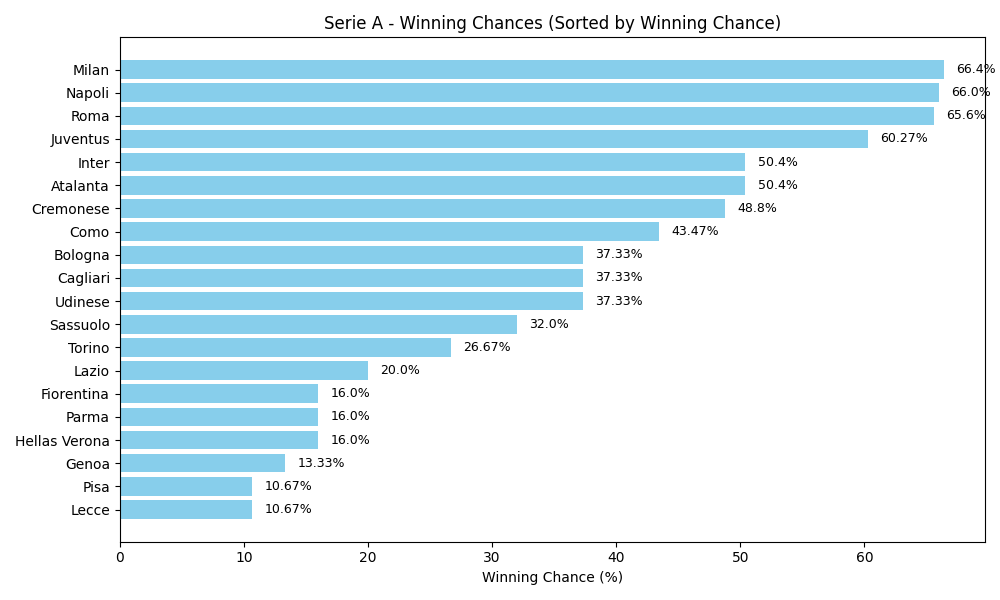 Serie A - Winning Chances (Sorted by Winning Chance)
Milan 66.4%
Napoli 66.0%
Roma 65.6%
Juventus 60.27%
Inter 50.4%
Atalanta 50.4%
Cremonese 48.8%
Como 43.47%
Bologna 37.33%
Cagliari 37.33%
Udinese 37.33%
Sassuolo 32.0%
Torino 26.67%
Lazio 20.0%
Fiorentina 16.0%
Parma 16.0%
Hellas Verona 16.0%
Genoa 13.33%
Pisa 10.67%
Lecce 10.67%
0 10 20 30 40 50 60
Winning Chance (%)